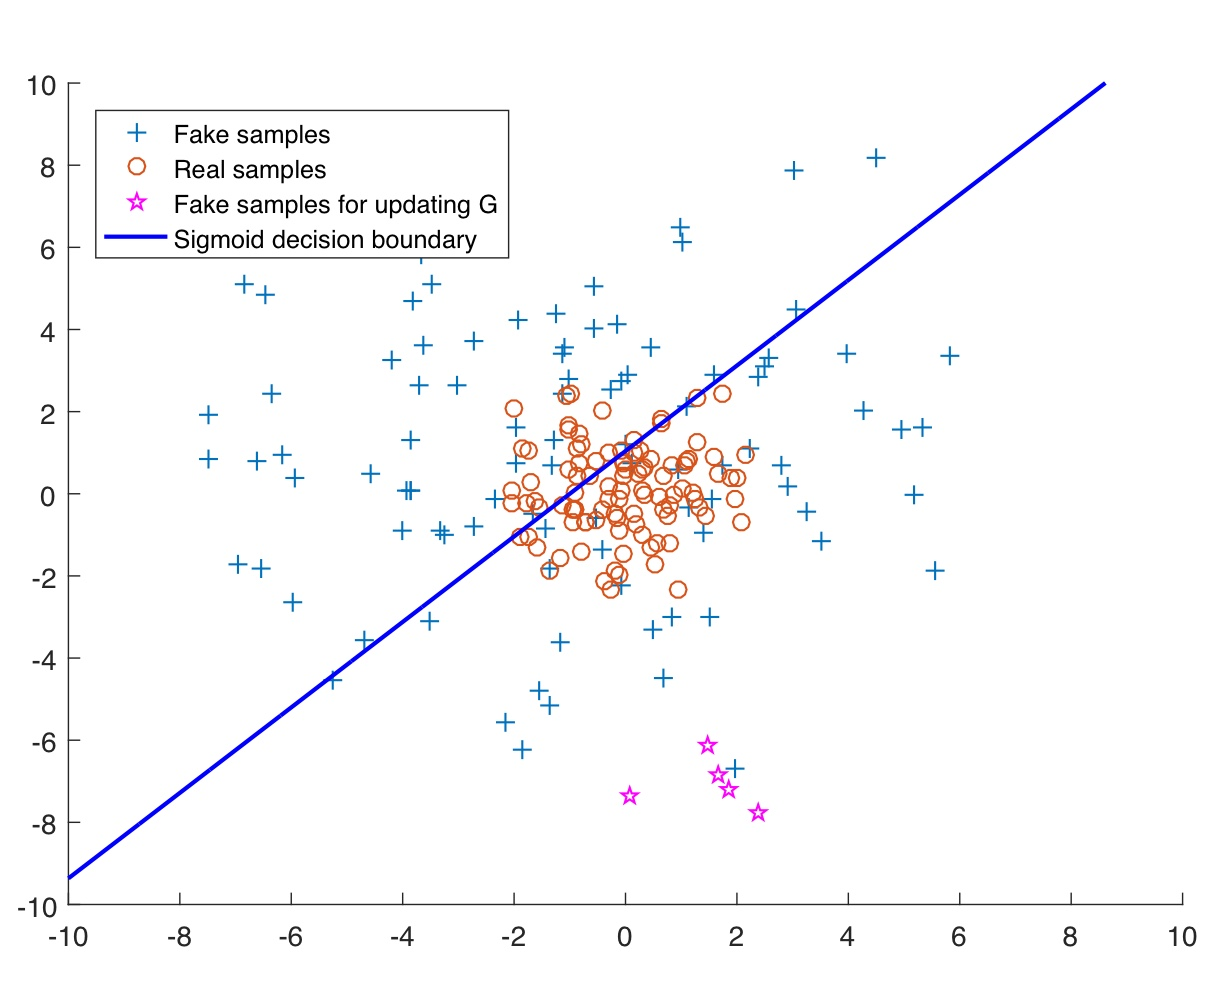 10
Fake samples
8
Real samples
Fake samples for updating G
6
Sigmoid decision boundary
4
2
0
-2
-4
-6
-8
-10
-10 -8 -6 -4 -2 0 2 4 6 8 10